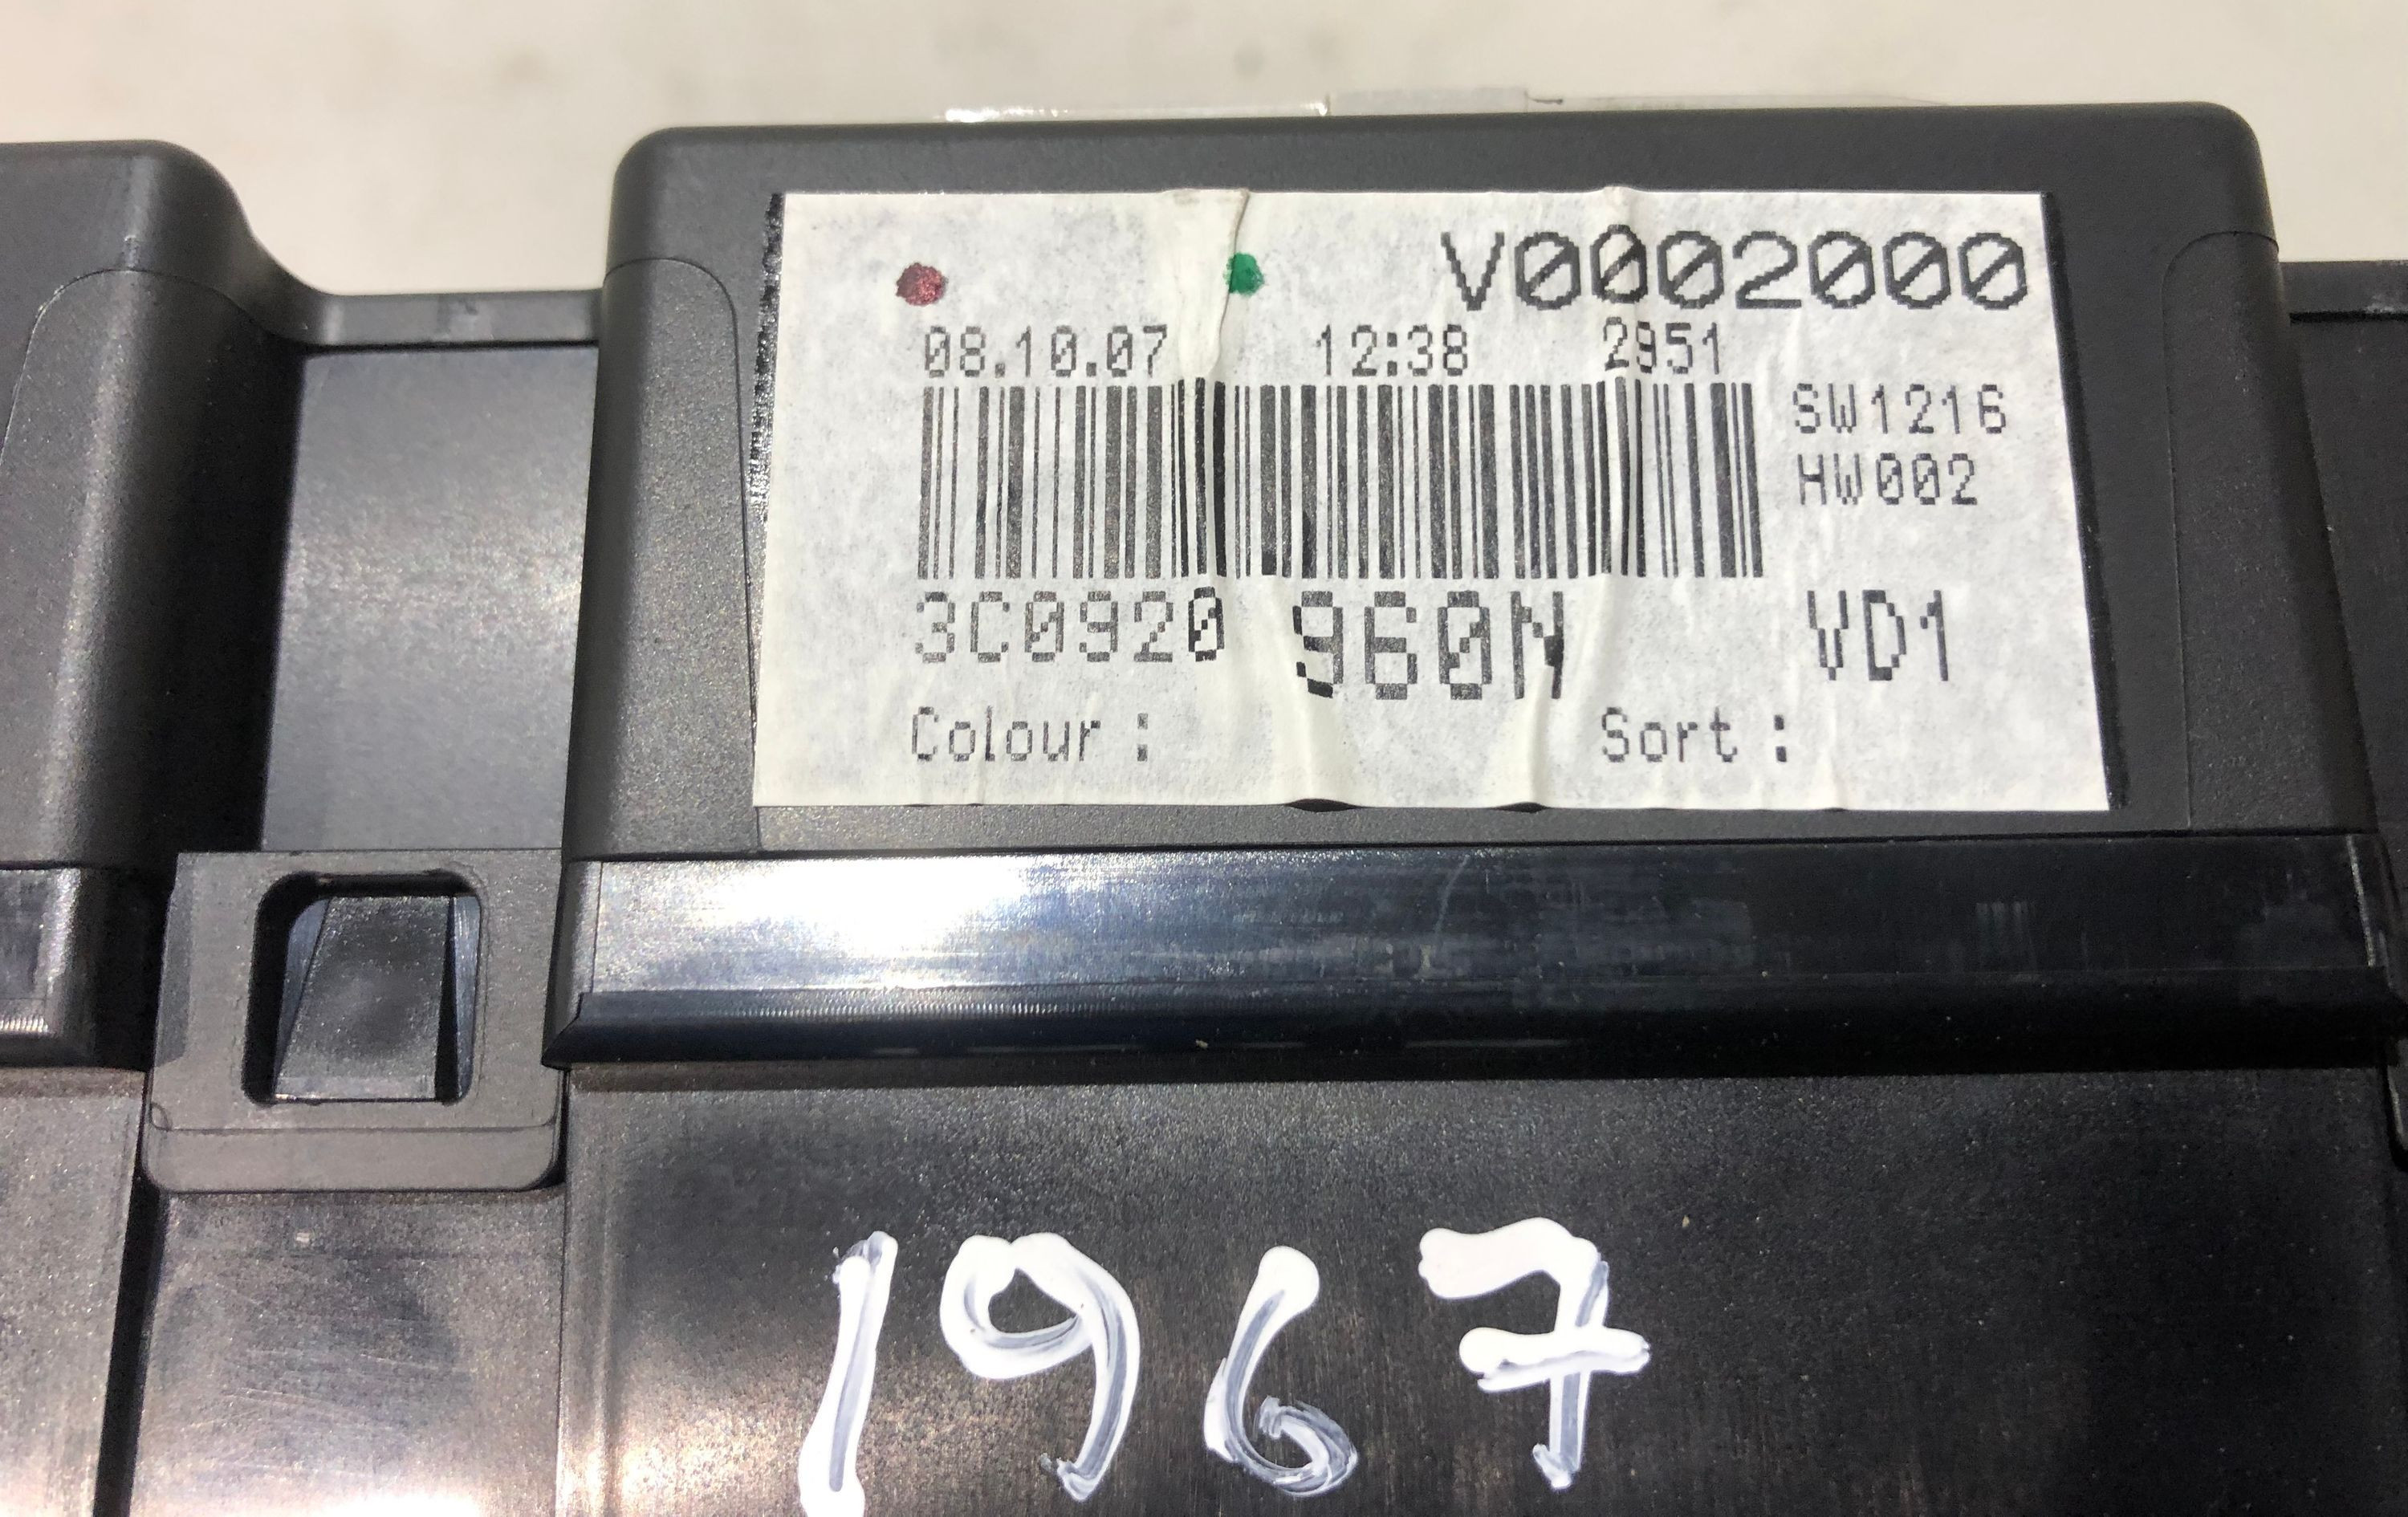 V0002000
08.10.07 12:38 2951
SW1216
HW002
3C0920 960N VD1
Colour : Sort :
1967